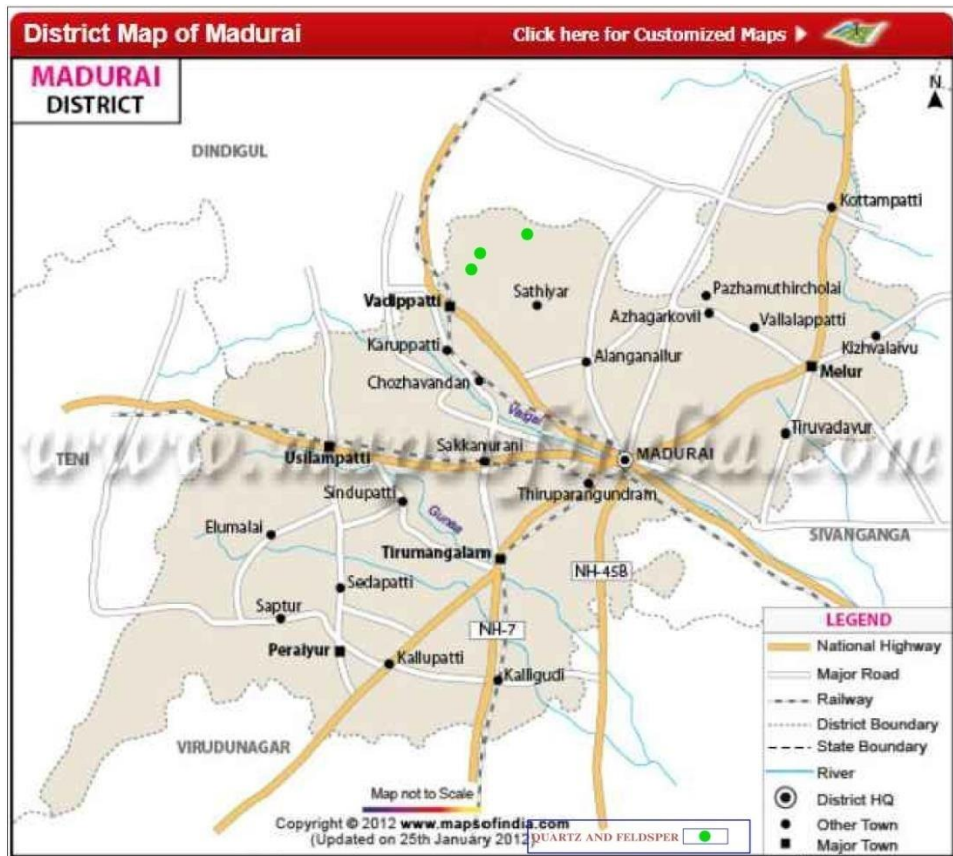 District Map of Madurai
Click here for Customized Maps
MADURAI
DISTRICT
N
DINDIGUL
Kottampatti
Sathiyar
Pazhamuthircholai
Vadippatti
Azhagarkovil
Vallalappatti
Karuppatti
Alanganallur
Kizhvalaivu
Chozhavandan
Melur
Vaigai
www.mapsofindia.com
Tiruvadavur
TENI
Usilampatti
Sakkanurani
MADURAI
Sindupatti
Thiruparangundram
Elumalai
Gunda
SIVANGANGA
Tirumangalam
NH-45B
Sedapatti
Saptur
NH-7
Peraiyur
Kallupatti
Kalligudi
VIRUDUNAGAR
LEGEND
National Highway
Major Road
Railway
District Boundary
State Boundary
River
District HQ
Other Town
Major Town
Map not to Scale
Copyright © 2012 www.mapsofindia.com
(Updated on 25th January 2012)
QUARTZ AND FELDSPER